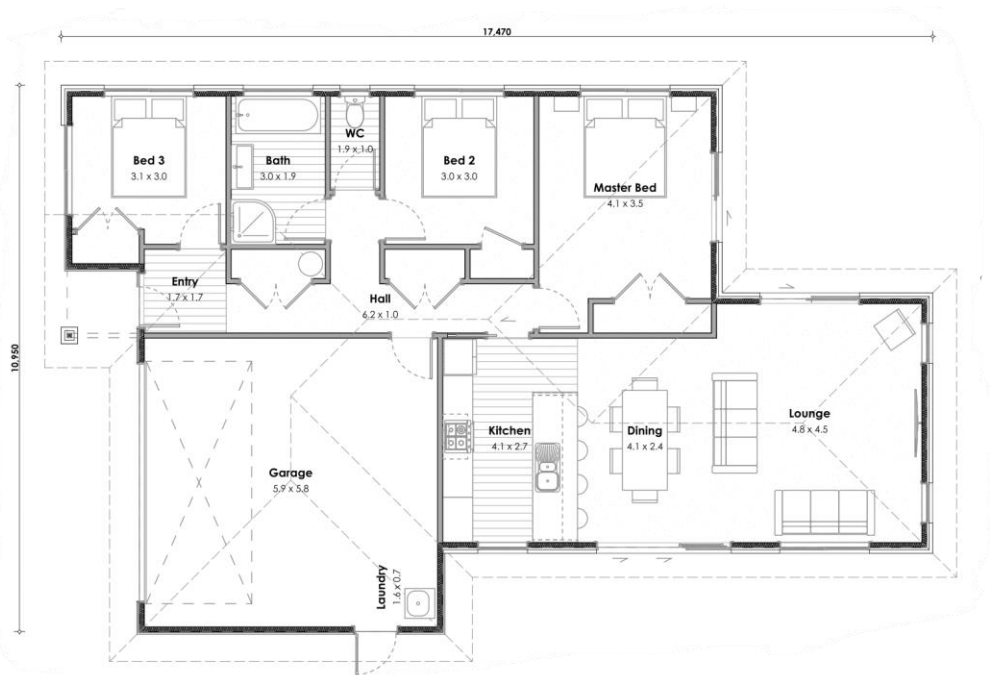 17,470
10,950
Bed 3
3.1 x 3.0
Bath
3.0 x 1.9
WC
1.9 x 1.0
Bed 2
3.0 x 3.0
Master Bed
4.1 x 3.5
Entry
1.7 x 1.7
Hall
6.2 x 1.0
Kitchen
4.1 x 2.7
Dining
4.1 x 2.4
Lounge
4.8 x 4.5
Garage
5.9 x 5.8
Laundry
1.6 x 0.7